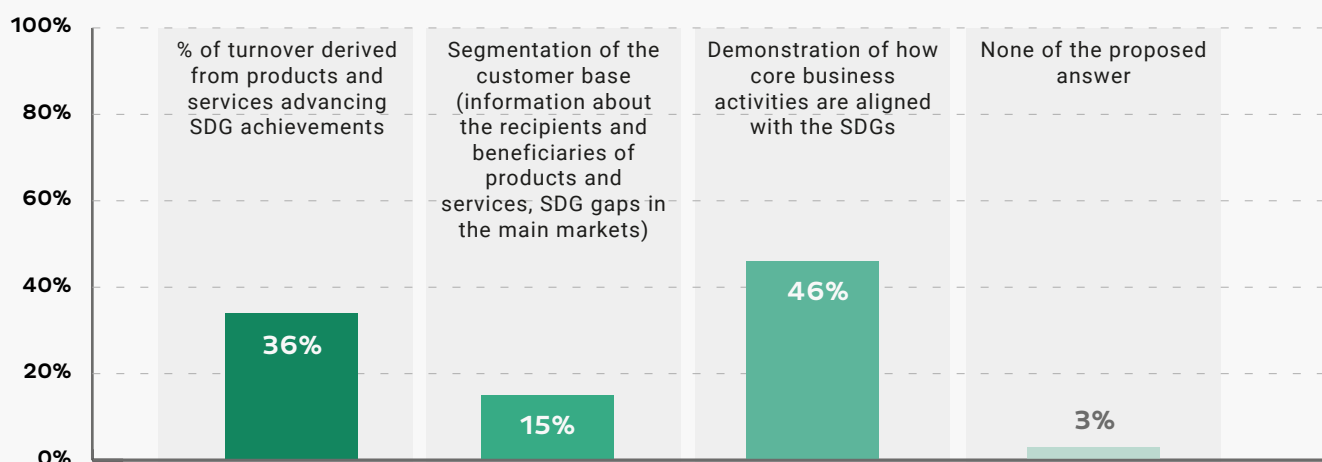 100%
80%
60%
40%
20%
0%
% of turnover derived
from products and
services advancing
SDG achievements
Segmentation of the
customer base
(information about
the recipients and
beneficiaries of
products and
services, SDG gaps in
the main markets)
Demonstration of how
core business
activities are aligned
with the SDGs
None of the proposed
answer
36%
15%
46%
3%